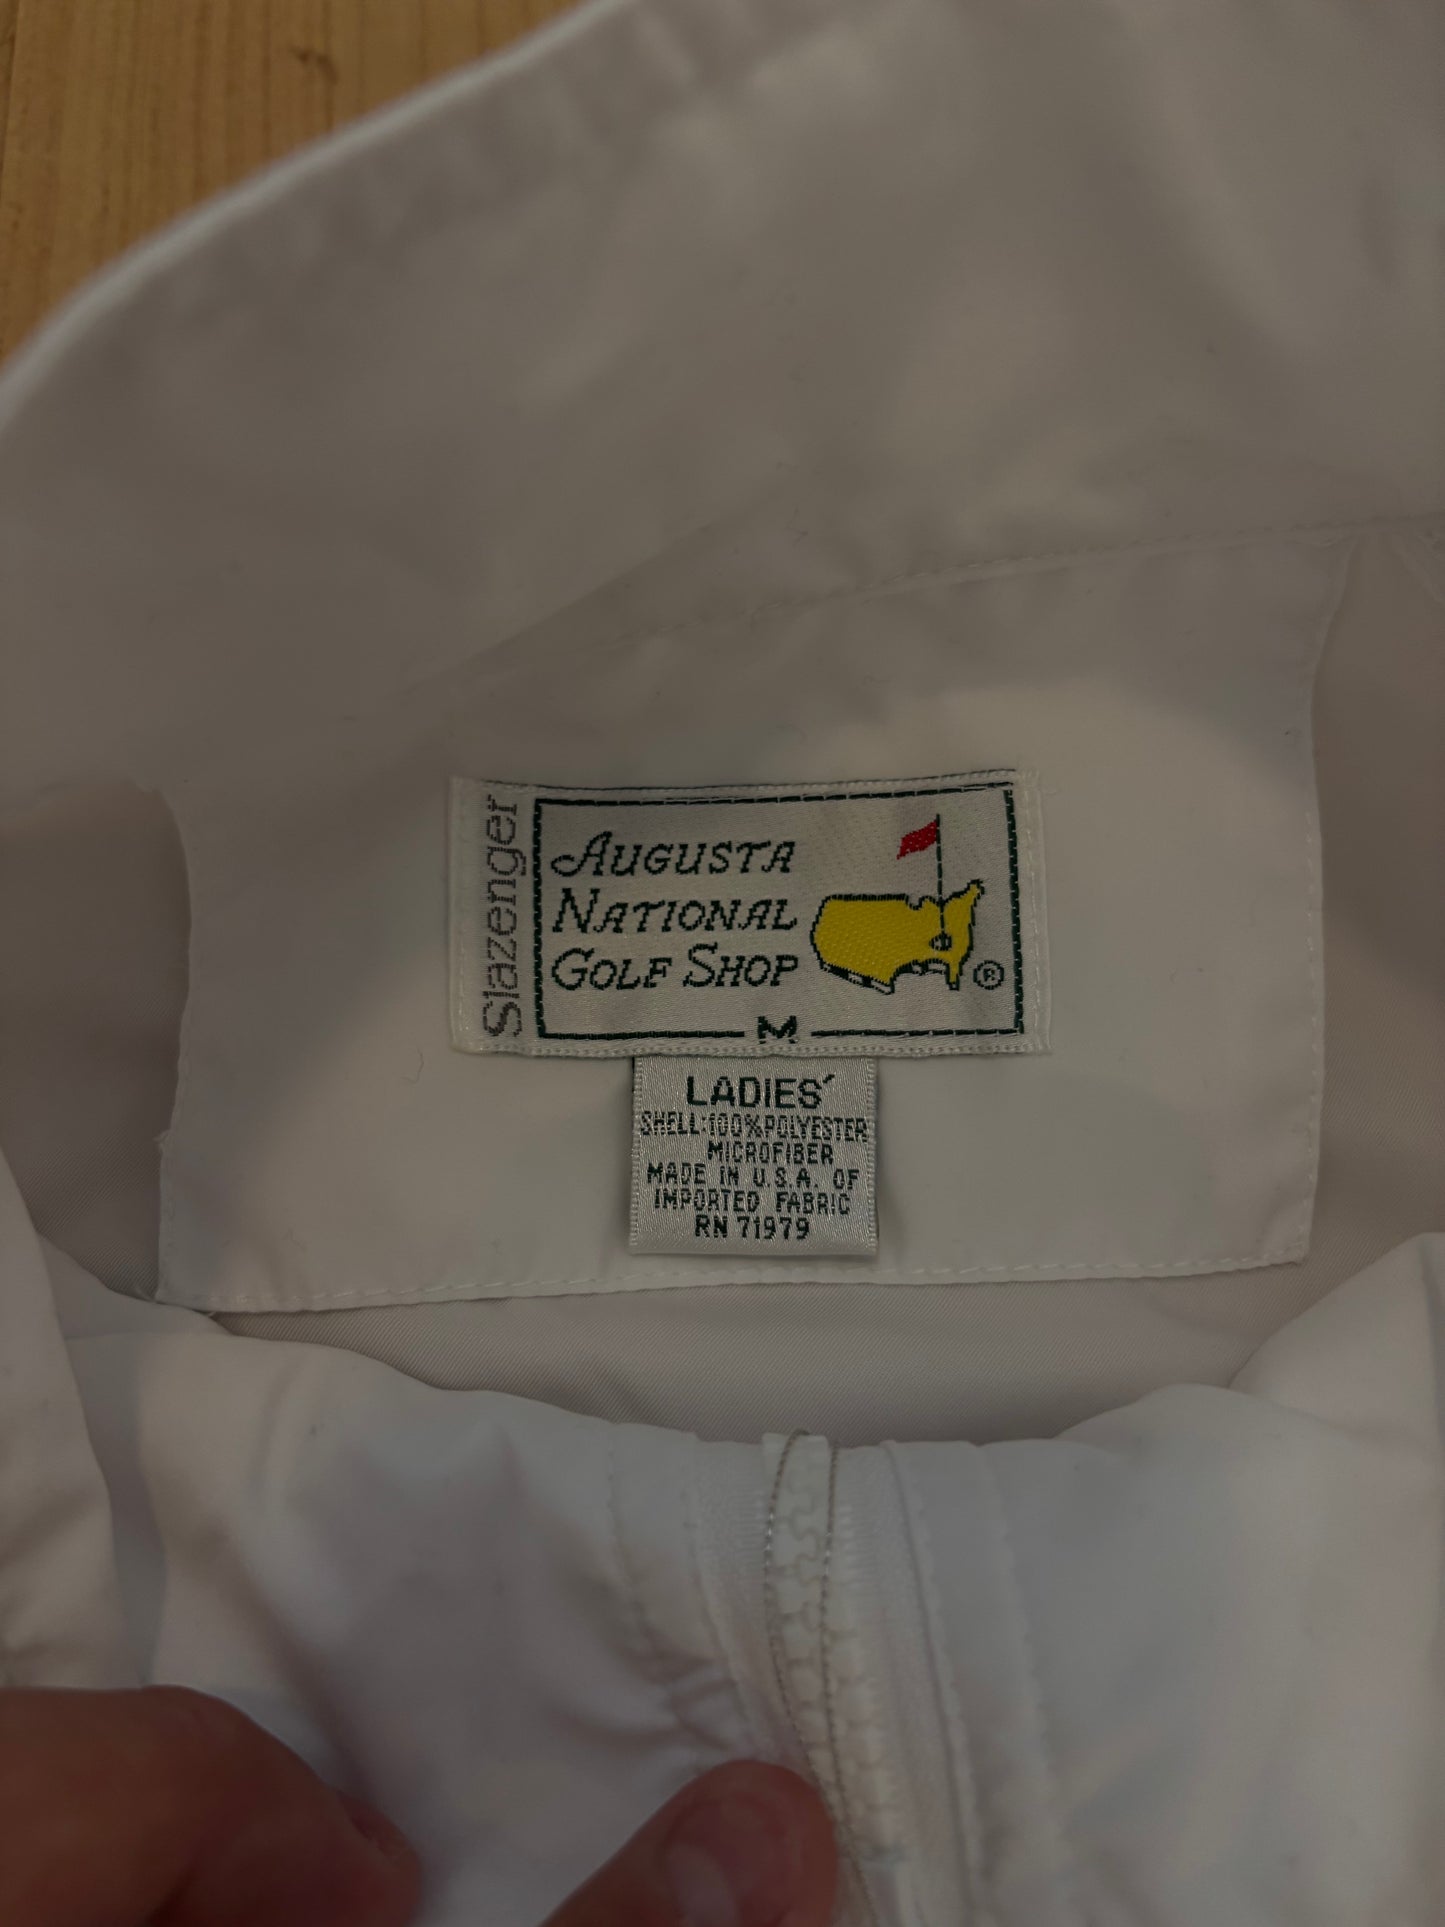 Slazenger
AUGUSTA
NATIONAL
GOLF SHOP
®
M
LADIES'
SHELL:100%POLYESTER
MICROFIBER
MADE IN U.S.A. OF
IMPORTED FABRIC
RN 71979